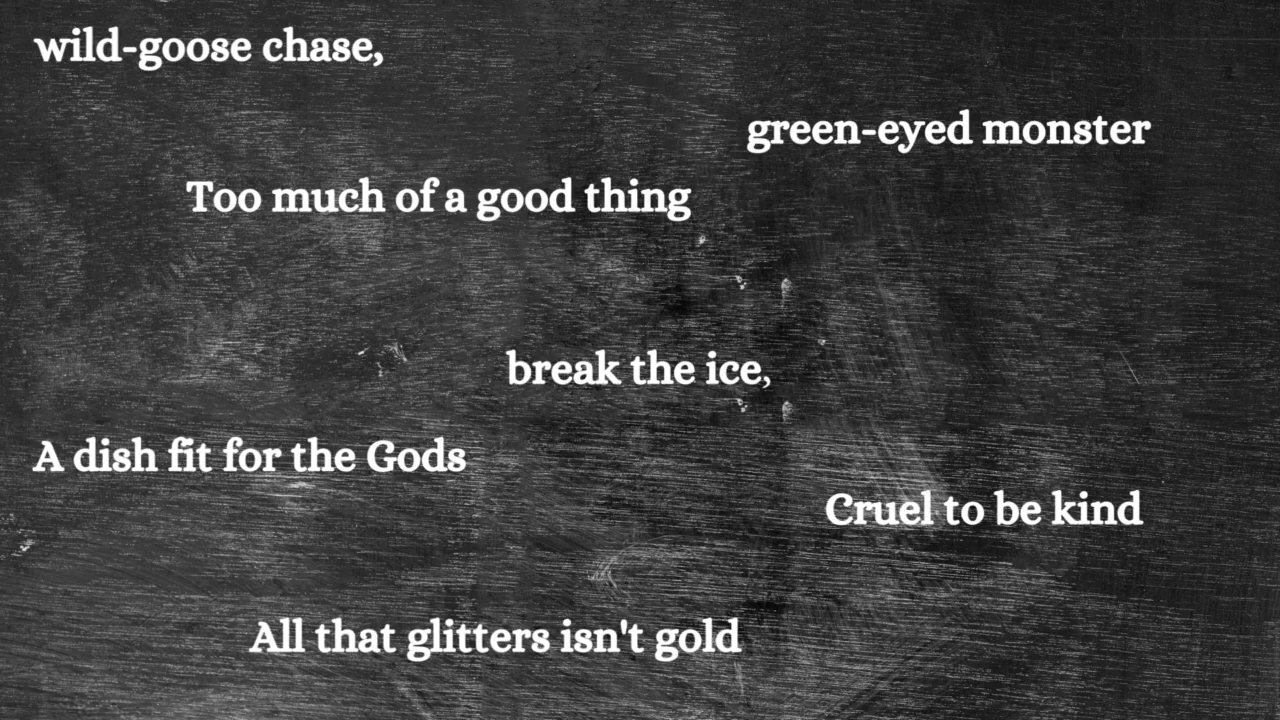 wild-goose chase,
green-eyed monster
Too much of a good thing
break the ice,
A dish fit for the Gods
Cruel to be kind
All that glitters isn't gold